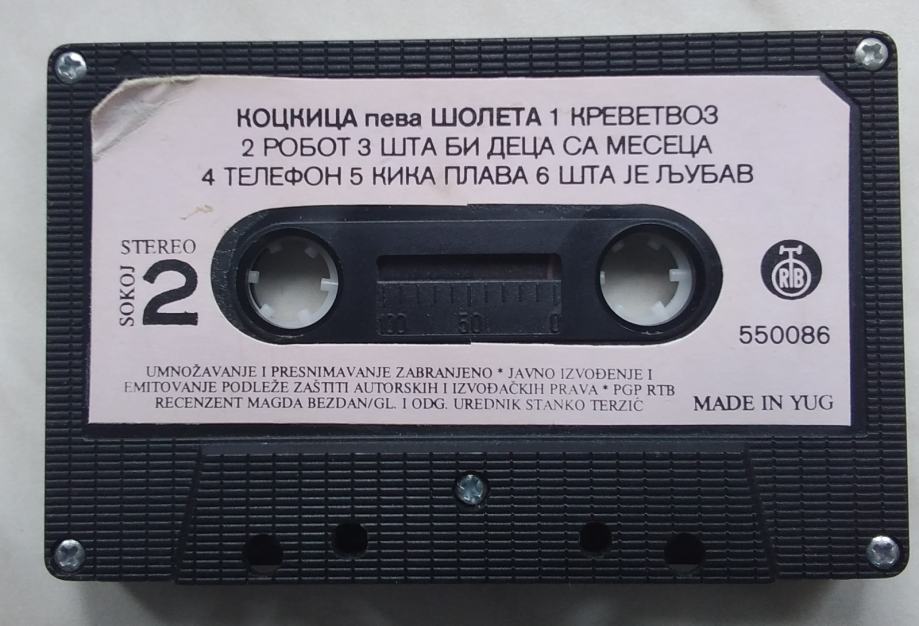 КОЦКИЦА пева ШОЛЕТА 1 КРЕВЕТВОЗ
2 РОБОТ 3 ШТА БИ ДЕЦА СА МЕСЕЦА
4 ТЕЛЕФОН 5 КИКА ПЛАВА 6 ШТА ЈЕ ЉУБАВ
STEREO
SOKOJ
2
RTB
550086
100 50 0
UMNOŽAVANJE I PRESNIMAVANJE ZABRANJENO * JAVNO IZVOĐENJE I
EMITOVANJE PODLEŽE ZAŠTITI AUTORSKIH I IZVOĐAČKIH PRAVA * PGP RTB
RECENZENT MAGDA BEZDAN/GL. I ODG. UREDNIK STANKO TERZIĆ
MADE IN YUG